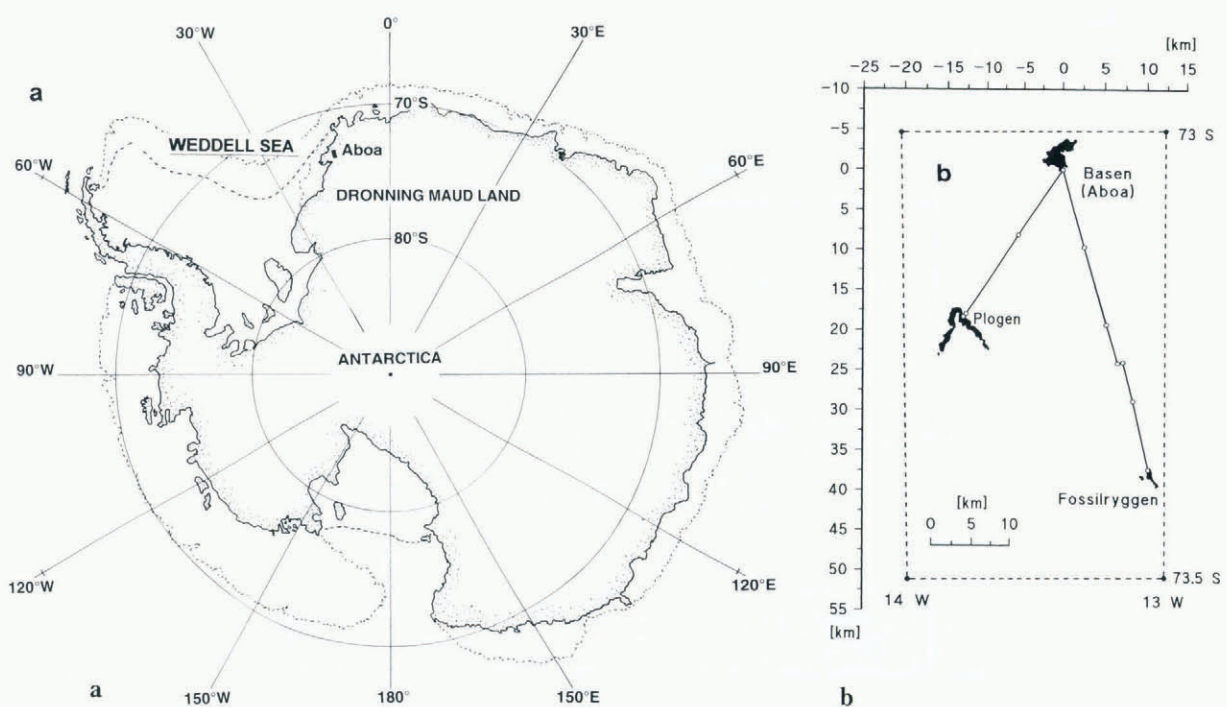 a
0°
30°W
30°E
70°S
WEDDELL SEA
Aboa
60°W
60°E
DRONNING MAUD LAND
80°S
ANTARCTICA
90°W
90°E
120°W
120°E
150°W
180°
150°E
a
[km]
-25 -20 -15 -10 -5 0 5 10 15
-10
-5
0
5
10
15
20
25
30
35
40
45
50
55
[km]
73 S
b
Basen
(Aboa)
Plogen
Fossilryggen
[km]
0 5 10
73.5 S
14 W
13 W
b